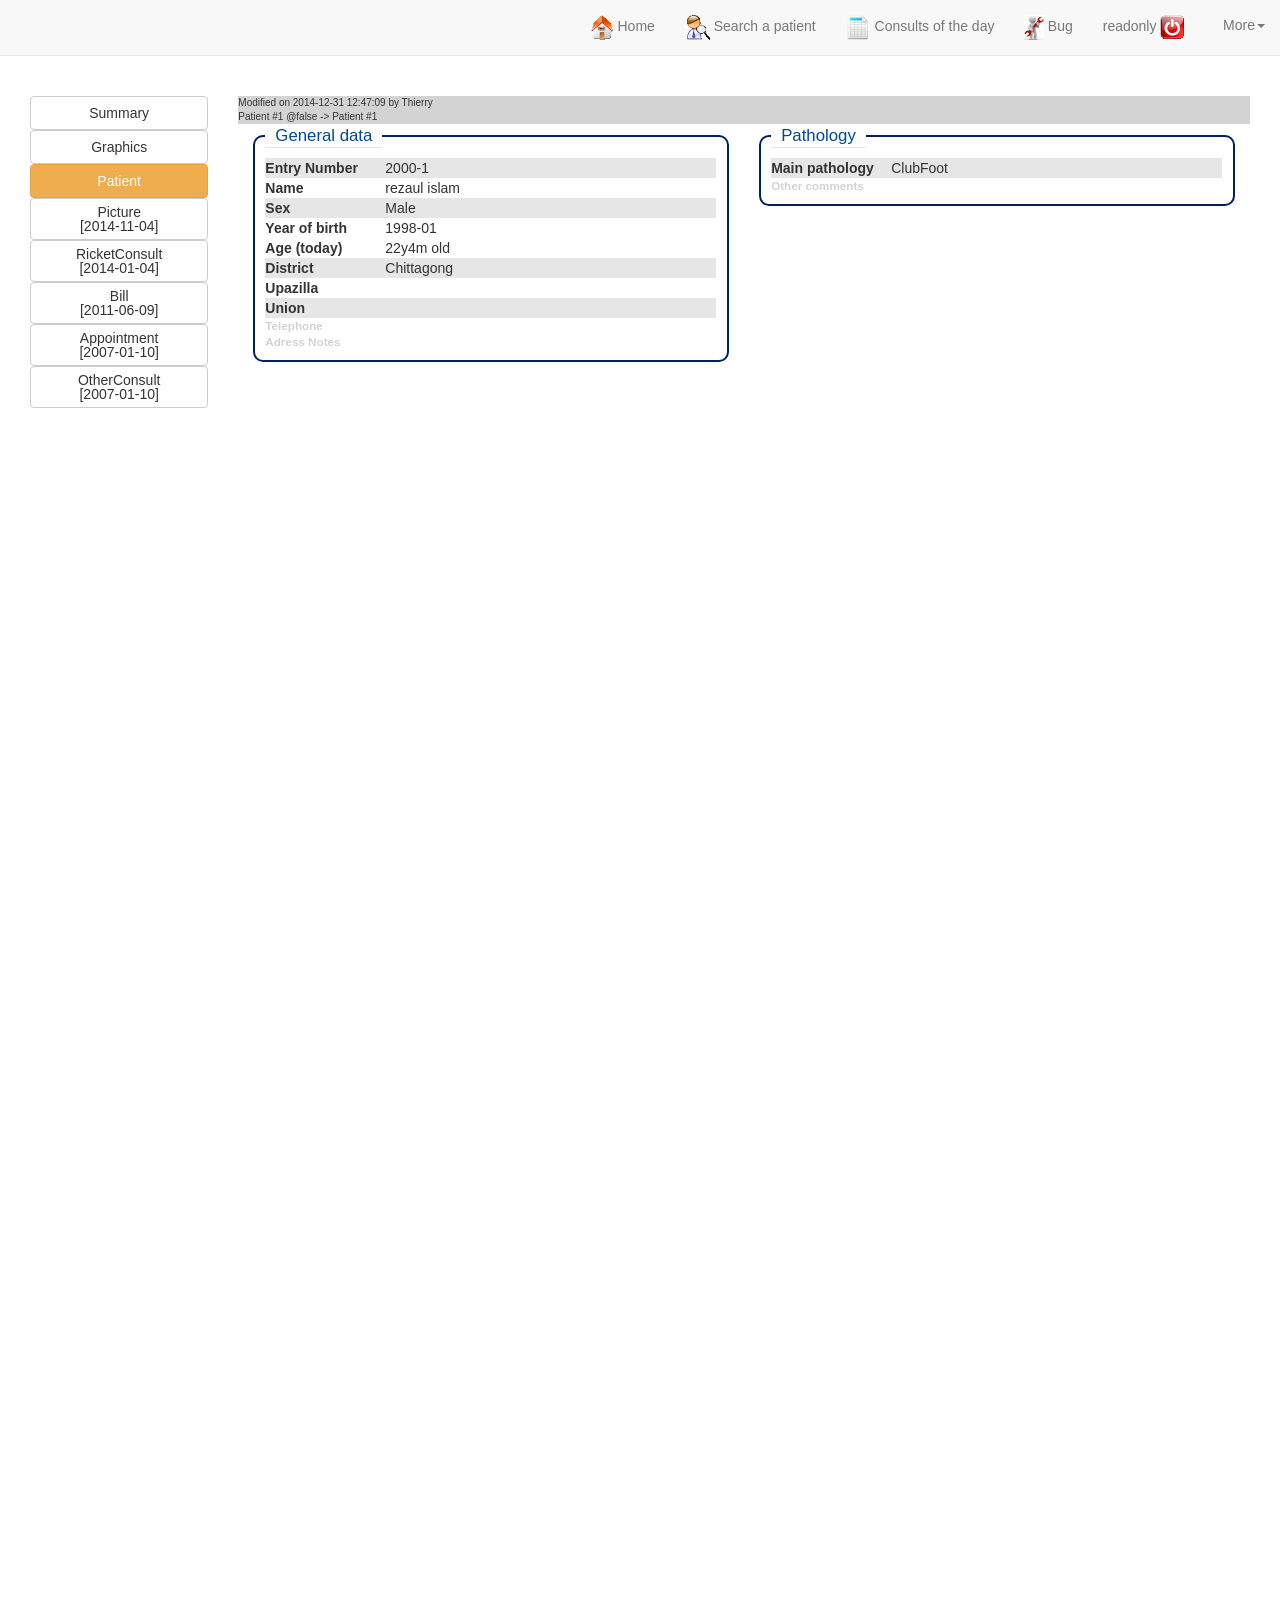 Home
Search a patient
Consults of the day
Bug
readonly
More
Summary
Graphics
Patient
Picture
[2014-11-04]
RicketConsult
[2014-01-04]
Bill
[2011-06-09]
Appointment
[2007-01-10]
OtherConsult
[2007-01-10]
Modified on 2014-12-31 12:47:09 by Thierry
Patient #1 @false -> Patient #1
General data
Entry Number 2000-1
Name rezaul islam
Sex Male
Year of birth 1998-01
Age (today) 22y4m old
District Chittagong
Upazilla
Union
Telephone
Adress Notes
Pathology
Main pathology ClubFoot
Other comments